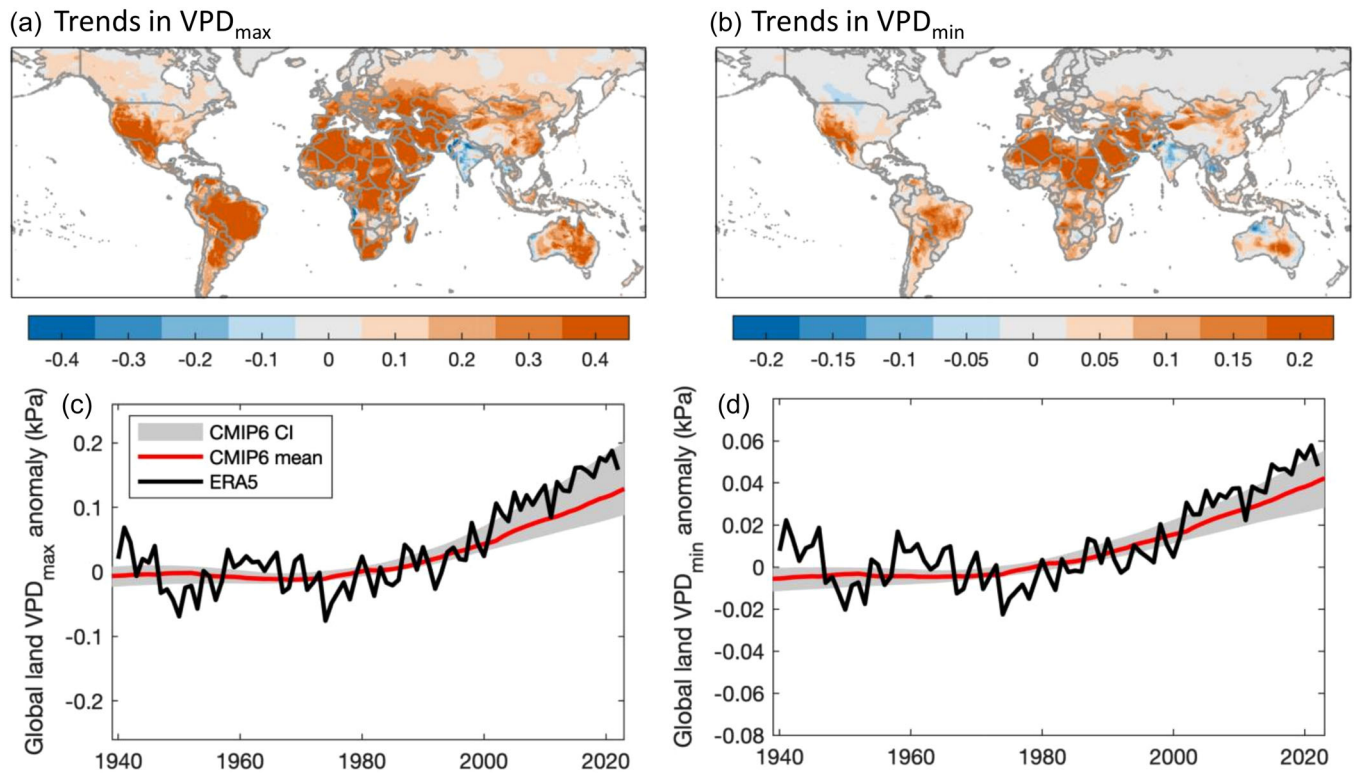 (a) Trends in VPDmax
(b) Trends in VPDmin
-0.4 -0.3 -0.2 -0.1 0 0.1 0.2 0.3 0.4
-0.2 -0.15 -0.1 -0.05 0 0.05 0.1 0.15 0.2
(c)
Global land VPDmax anomaly (kPa)
0.2
0.1
0
-0.1
-0.2
CMIP6 CI
CMIP6 mean
ERA5
1940 1960 1980 2000 2020
(d)
Global land VPDmin anomaly (kPa)
0.06
0.04
0.02
0
-0.02
-0.04
-0.06
-0.08
1940 1960 1980 2000 2020